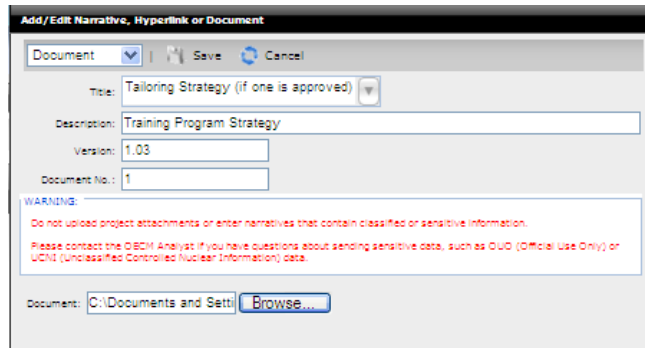 Add/Edit Narrative, Hyperlink or Document
Document | Save Cancel
Title: Tailoring Strategy (if one is approved)
Description: Training Program Strategy
Version: 1.03
Document No.: 1
WARNING:
Do not upload project attachments or enter narratives that contain classified or sensitive information.
Please contact the OECM Analyst if you have questions about sending sensitive data, such as OUO (Official Use Only) or
UCNI (Unclassified Controlled Nuclear Information) data.
Document: C:\Documents and Setti Browse...